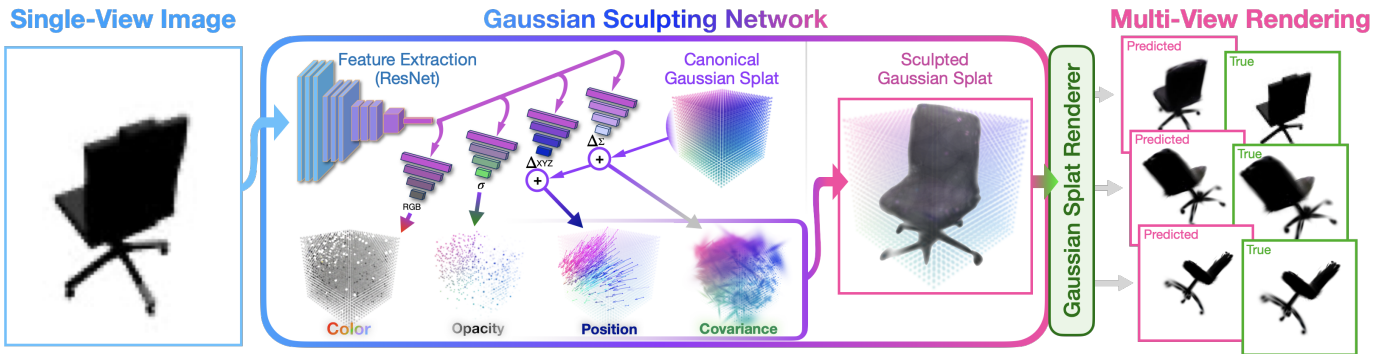 Single-View Image
Gaussian Sculpting Network
Multi-View Rendering
Feature Extraction
(ResNet)
Canonical
Gaussian Splat
Sculpted
Gaussian Splat
RGB
σ
ΔXYZ
ΔΣ
+
+
Color
Opacity
Position
Covariance
Gaussian Splat Renderer
Predicted
True
Predicted
True
Predicted
True